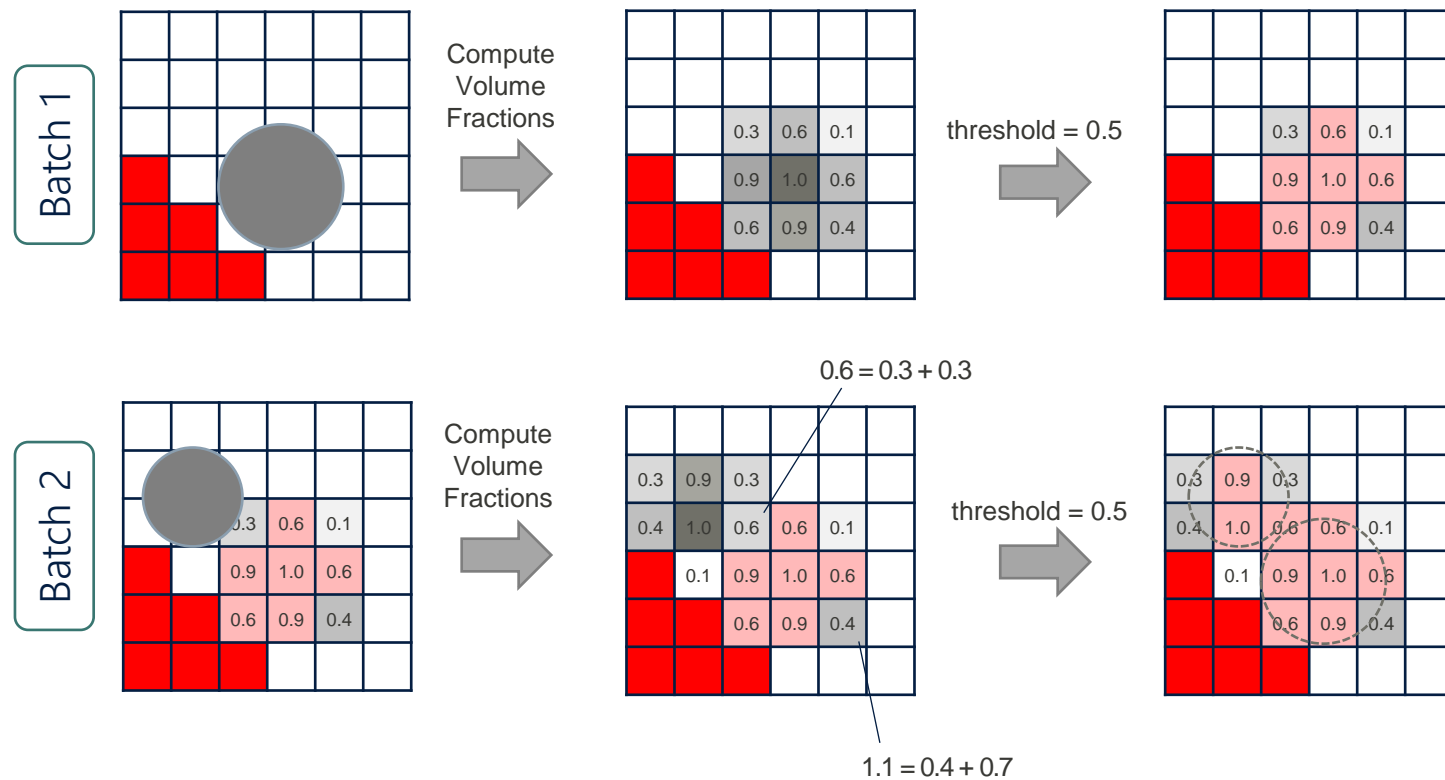 Batch 1
Compute
Volume
Fractions
0.3 0.6 0.1
0.9 1.0 0.6
0.6 0.9 0.4
threshold = 0.5
0.3 0.6 0.1
0.9 1.0 0.6
0.6 0.9 0.4
Batch 2
0.3 0.6 0.1
0.9 1.0 0.6
0.6 0.9 0.4
Compute
Volume
Fractions
0.6 = 0.3 + 0.3
0.3 0.9 0.3
0.4 1.0 0.6 0.6 0.1
0.1 0.9 1.0 0.6
0.6 0.9 0.4
1.1 = 0.4 + 0.7
threshold = 0.5
0.3 0.9 0.3
0.4 1.0 0.6 0.6 0.1
0.1 0.9 1.0 0.6
0.6 0.9 0.4